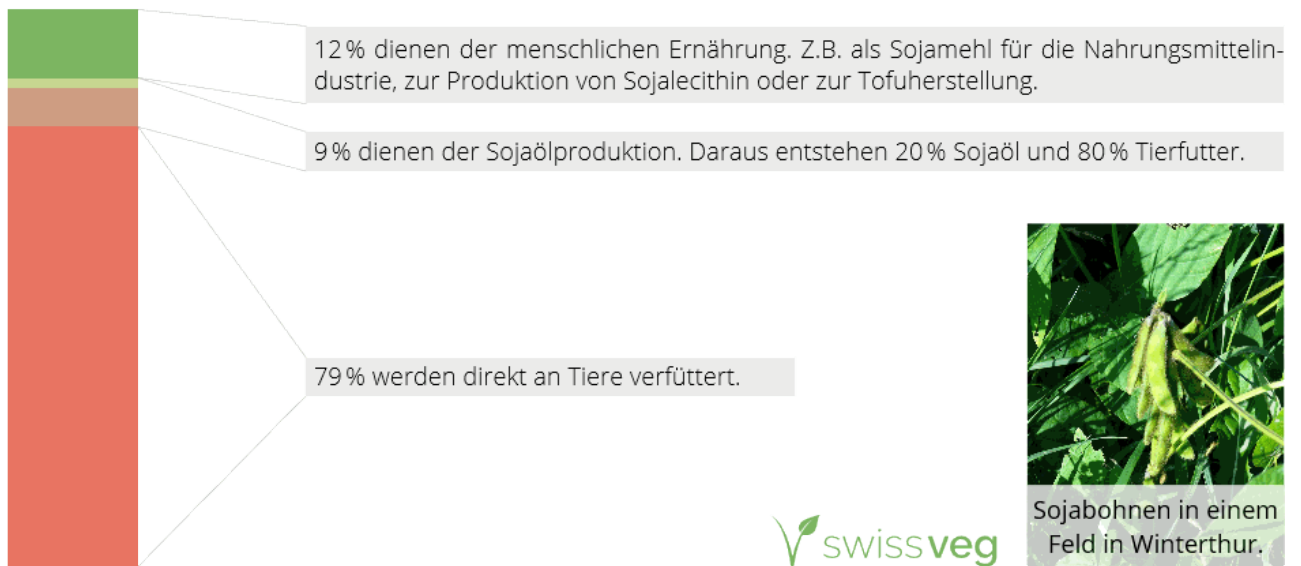 12 % dienen der menschlichen Ernährung. Z.B. als Sojamehl für die Nahrungsmittelin-
dustrie, zur Produktion von Sojalecithin oder zur Tofuherstellung.
9 % dienen der Sojaölproduktion. Daraus entstehen 20 % Sojaöl und 80 % Tierfutter.
79 % werden direkt an Tiere verfüttert.
swissveg
Sojabohnen in einem
Feld in Winterthur.